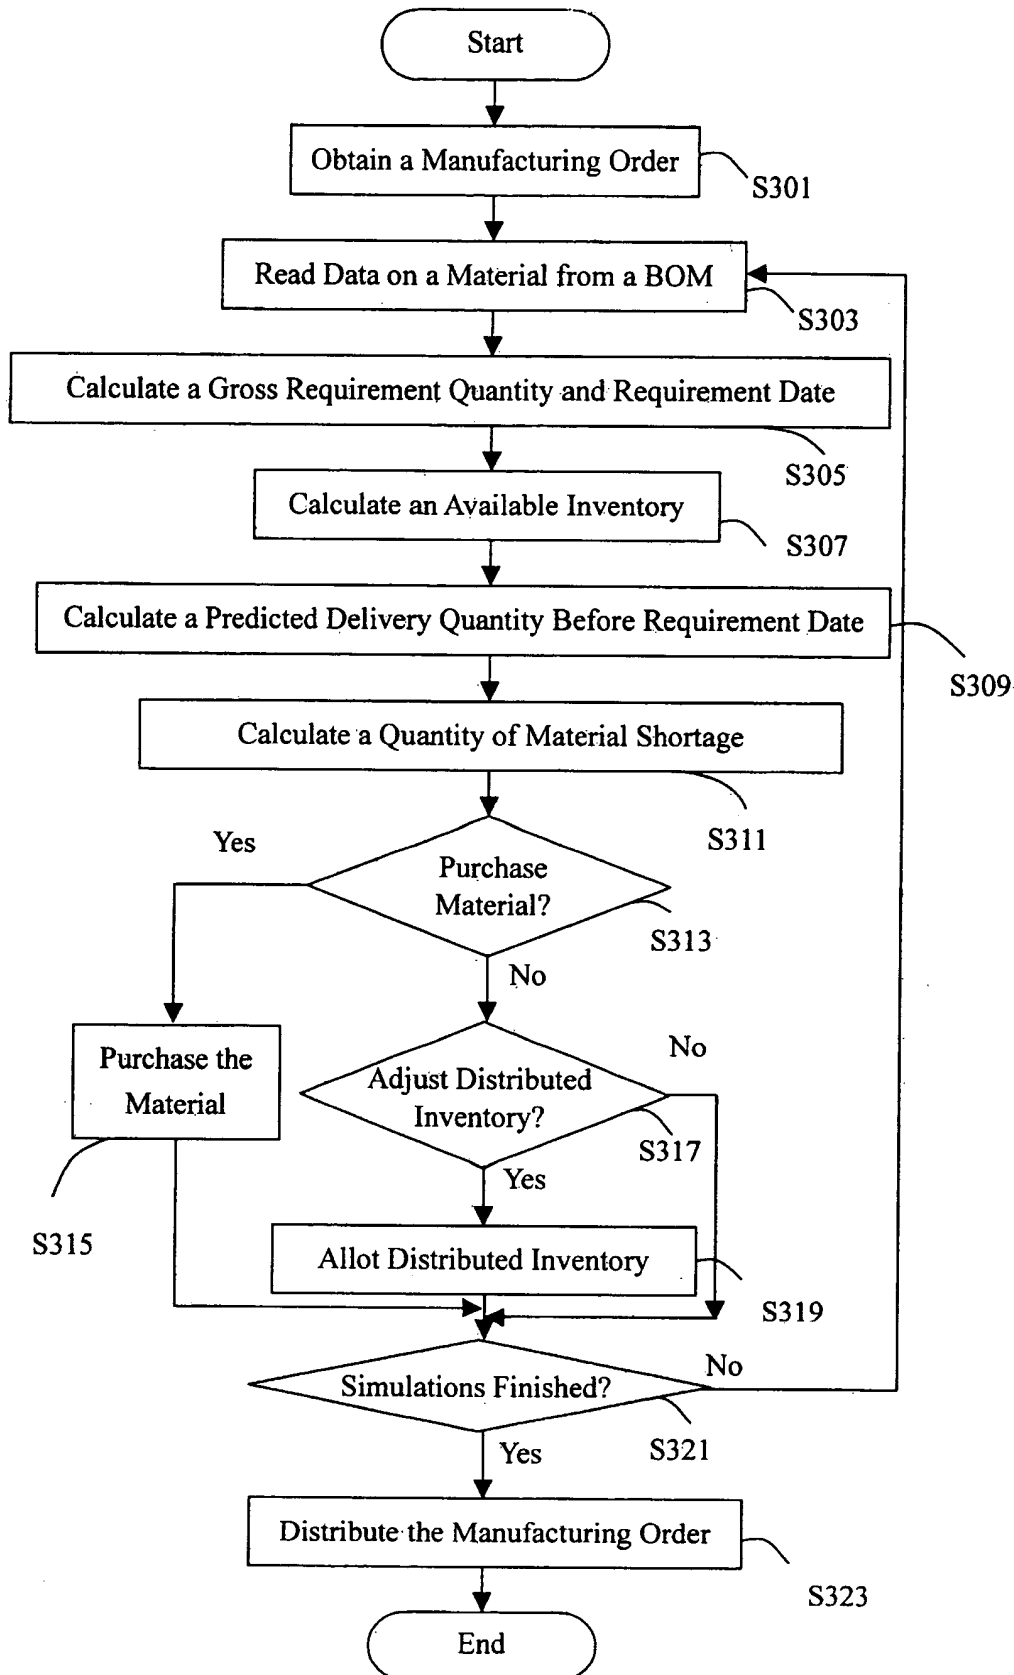 Start
Obtain a Manufacturing Order
S301
Read Data on a Material from a BOM
S303
Calculate a Gross Requirement Quantity and Requirement Date
S305
Calculate an Available Inventory
S307
Calculate a Predicted Delivery Quantity Before Requirement Date
S309
Calculate a Quantity of Material Shortage
S311
Yes
Purchase
Material?
S313
No
Purchase the
Material
S315
No
Adjust Distributed
Inventory?
S317
Yes
Allot Distributed Inventory
S319
Simulations Finished?
No
S321
Yes
Distribute the Manufacturing Order
S323
End